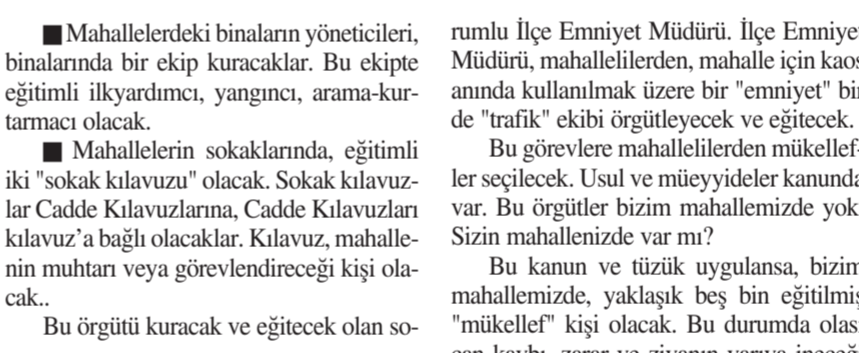 ■ Mahallelerdeki binaların yöneticileri,
binalarında bir ekip kuracaklar. Bu ekipte
eğitimli ilkyardımcı, yangıncı, arama-kur-
tarmacı olacak.
■ Mahallelerin sokaklarında, eğitimli
iki "sokak kılavuzu" olacak. Sokak kılavuz-
lar Cadde Kılavuzlarına, Cadde Kılavuzları
kılavuz’a bağlı olacaklar. Kılavuz, mahalle-
nin muhtarı veya görevlendireceği kişi ola-
cak..
Bu örgütü kuracak ve eğitecek olan so-
rumlu İlçe Emniyet Müdürü. İlçe Emniye
Müdürü, mahallelilerden, mahalle için kaos
anında kullanılmak üzere bir "emniyet" bi
de "trafik" ekibi örgütleyecek ve eğitecek.
Bu görevlere mahallelilerden mükellef-
ler seçilecek. Usul ve müeyyideler kanunda
var. Bu örgütler bizim mahallemizde yok
Sizin mahallenizde var mı?
Bu kanun ve tüzük uygulansa, bizim
mahallemizde, yaklaşık beş bin eğitilmiş
"mükellef" kişi olacak. Bu durumda olas